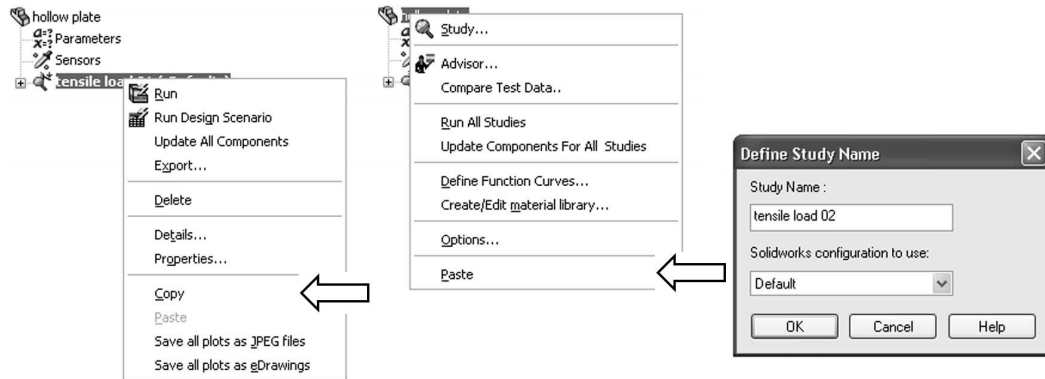 hollow plate
Parameters
Sensors
tensile load
Run
Run Design Scenario
Update All Components
Export...
Delete
Details...
Properties...
Copy
Paste
Save all plots as JPEG files
Save all plots as eDrawings
Study...
Advisor...
Compare Test Data..
Run All Studies
Update Components For All Studies
Define Function Curves...
Create/Edit material library...
Options...
Paste
Define Study Name
Study Name :
tensile load 02
Solidworks configuration to use:
Default
OK Cancel Help